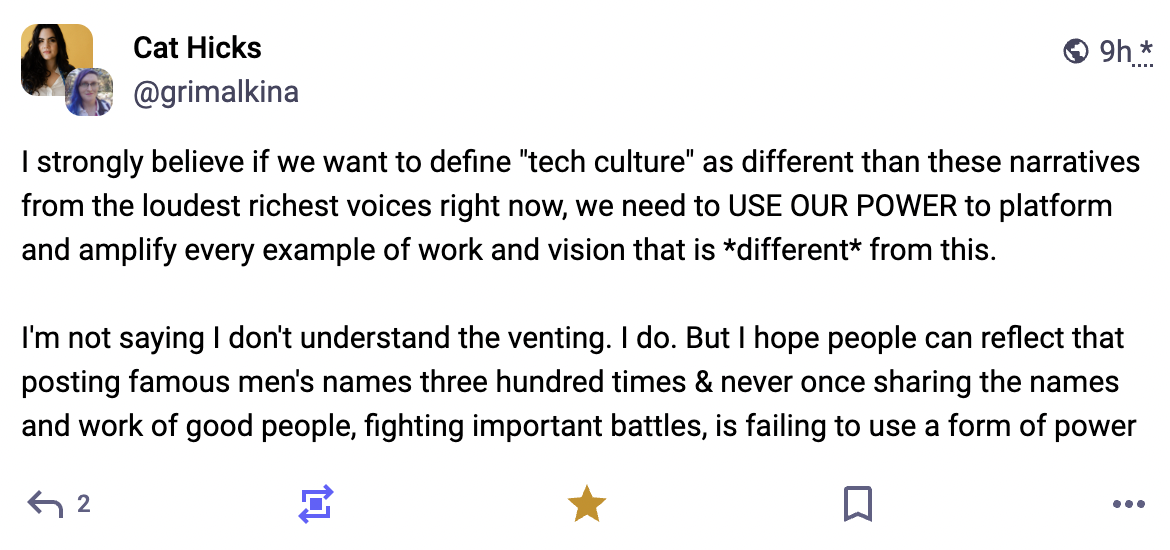 Cat Hicks
9h *
@grimalkina
I strongly believe if we want to define "tech culture" as different than these narratives
from the loudest richest voices right now, we need to USE OUR POWER to platform
and amplify every example of work and vision that is *different* from this.
I'm not saying I don't understand the venting. I do. But I hope people can reflect that
posting famous men's names three hundred times & never once sharing the names
and work of good people, fighting important battles, is failing to use a form of power
2